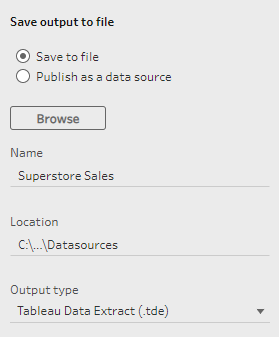 Save output to file
Save to file
Publish as a data source
Browse
Name
Superstore Sales
Location
C:\...\Datasources
Output type
Tableau Data Extract (.tde)